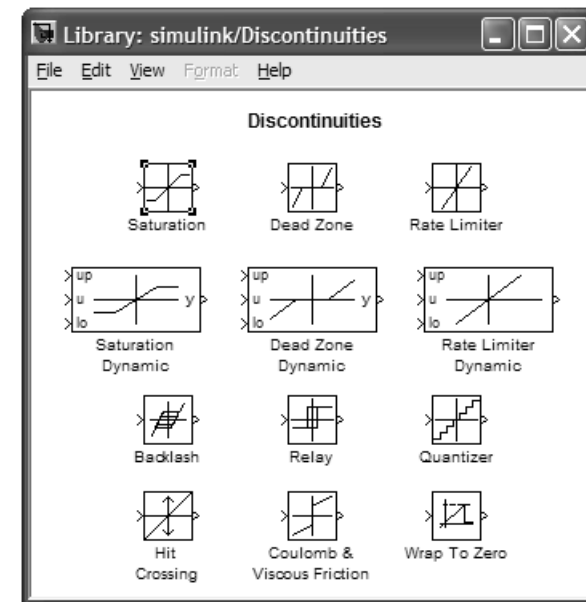 Library: simulink/Discontinuities
File Edit View Format Help
Discontinuities
Saturation Dead Zone Rate Limiter
up up up
u y u y u
lo lo lo
Saturation Dead Zone Rate Limiter
Dynamic Dynamic Dynamic
Backlash Relay Quantizer
Hit Coulomb & Wrap To Zero
Crossing Viscous Friction